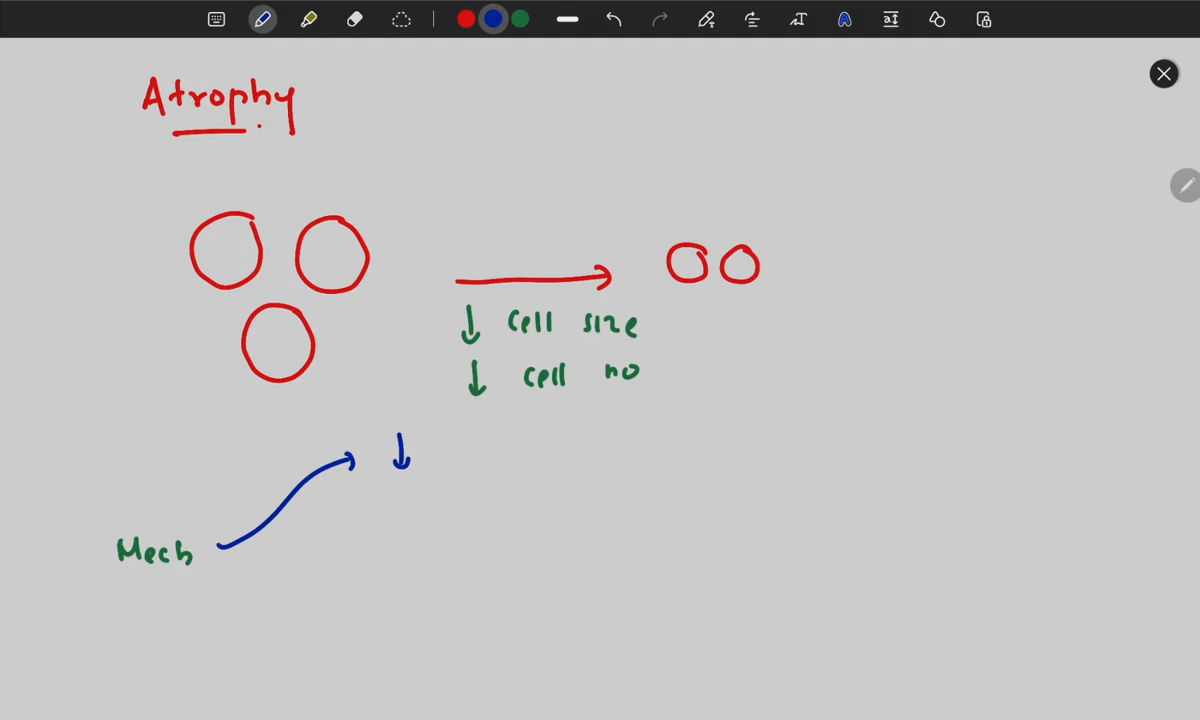 Atrophy
↓ cell size
↓ cell no
↓
Mech